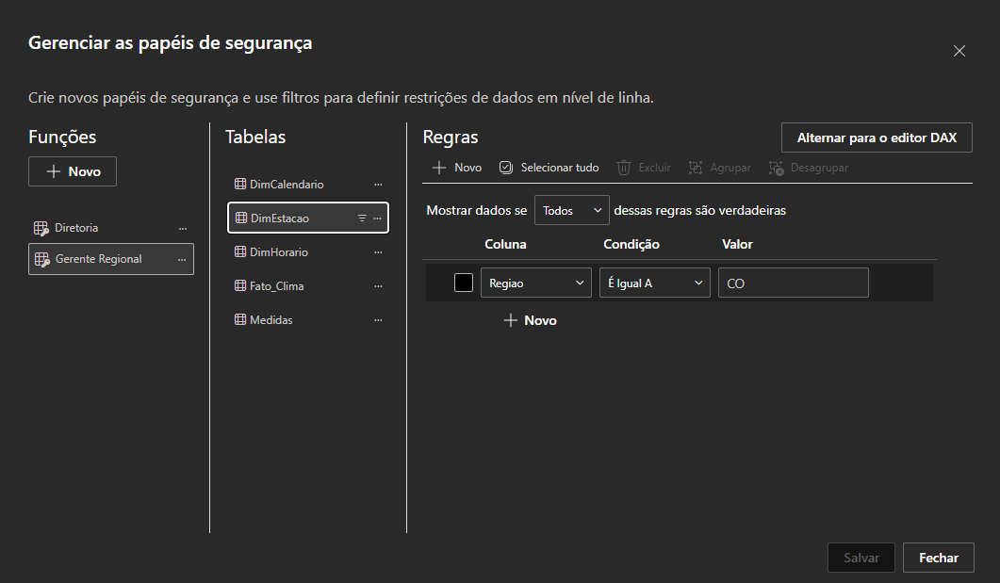 Gerenciar as papéis de segurança
Crie novos papéis de segurança e use filtros para definir restrições de dados em nível de linha.
Funções
Novo
Diretoria
Gerente Regional
Tabelas
DimCalendario
DimEstacao
DimHorario
Fato_Clima
Medidas
Regras
Alternar para o editor DAX
Novo
Selecionar tudo
Excluir
Agrupar
Desagrupar
Mostrar dados se Todos dessas regras são verdadeiras
Coluna Condição Valor
Regiao É Igual A CO
Novo
Salvar Fechar